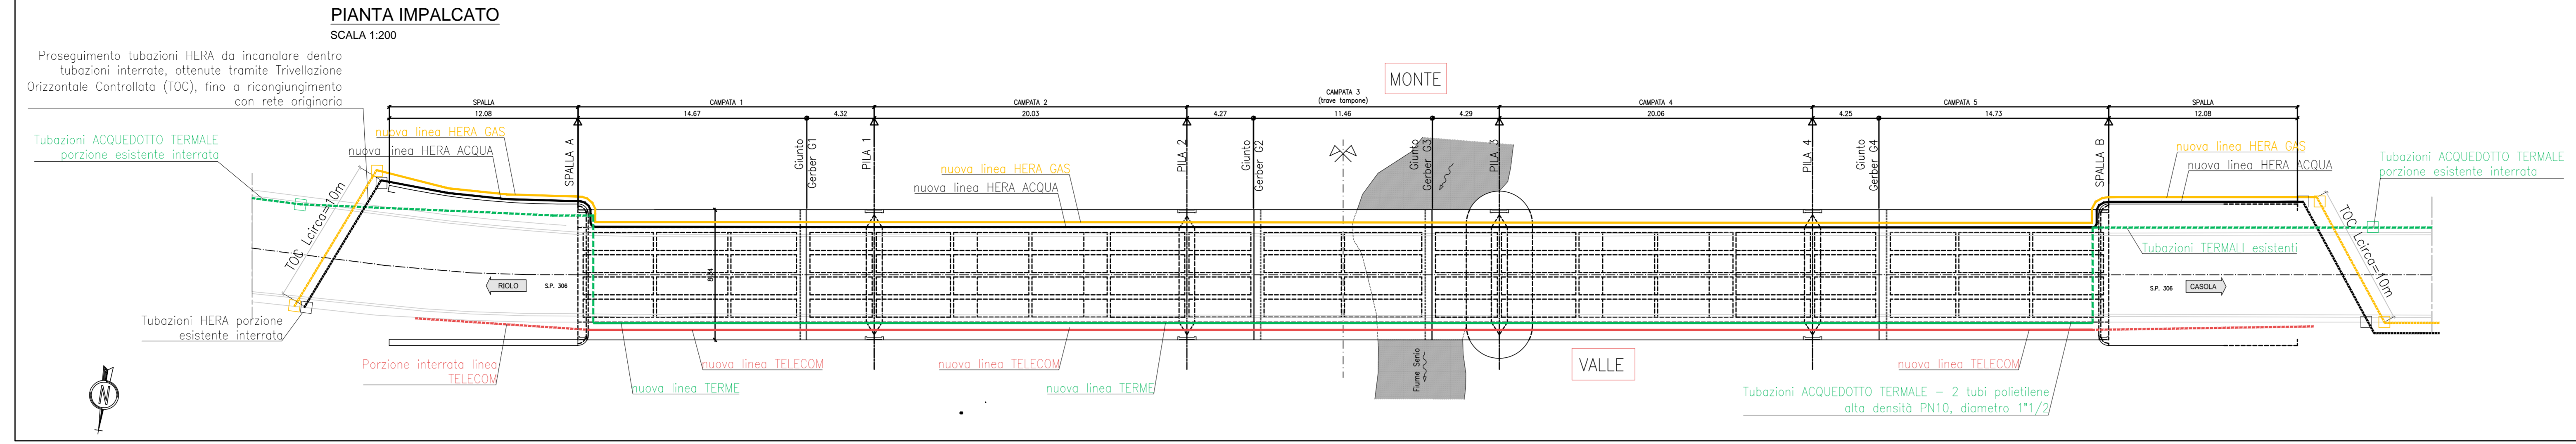 PIANTA IMPALCATO
SCALA 1:200
Proseguimento tubazioni HERA da incanalare dentro
tubazioni interrate, ottenute tramite Trivellazione
Orizzontale Controllata (TOC), fino a ricongiungimento
con rete originaria
Tubazioni ACQUEDOTTO TERMALE
porzione esistente interrata
nuova linea HERA GAS
nuova linea HERA ACQUA
TOC Lcirca=10m
Tubazioni HERA porzione
esistente interrata
Porzione interrata linea
TELECOM
N
SPALLA
12.08
CAMPATA 1
14.67
4.32
CAMPATA 2
20.03
CAMPATA 3
(trave tampone)
4.27
11.46
4.29
CAMPATA 4
20.06
CAMPATA 5
4.25
14.73
SPALLA
12.08
MONTE
SPALLA A
Giunto
Gerber G1
PILA 1
PILA 2
Giunto
Gerber G2
Giunto
Gerber G3
PILA 3
PILA 4
Giunto
Gerber G4
SPALLA B
nuova linea HERA GAS
nuova linea HERA ACQUA
nuova linea HERA GAS
nuova linea HERA ACQUA
Tubazioni ACQUEDOTTO TERMALE
porzione esistente interrata
TOC Lcirca=10m
Tubazioni TERMALI esistenti
RIOLO
S.P. 306
S.P. 306
CASOLA
nuova linea TELECOM
nuova linea TERME
nuova linea TELECOM
nuova linea TERME
Fiume Senio
VALLE
nuova linea TELECOM
Tubazioni ACQUEDOTTO TERMALE – 2 tubi polietilene
alta densità PN10, diametro 1"1/2